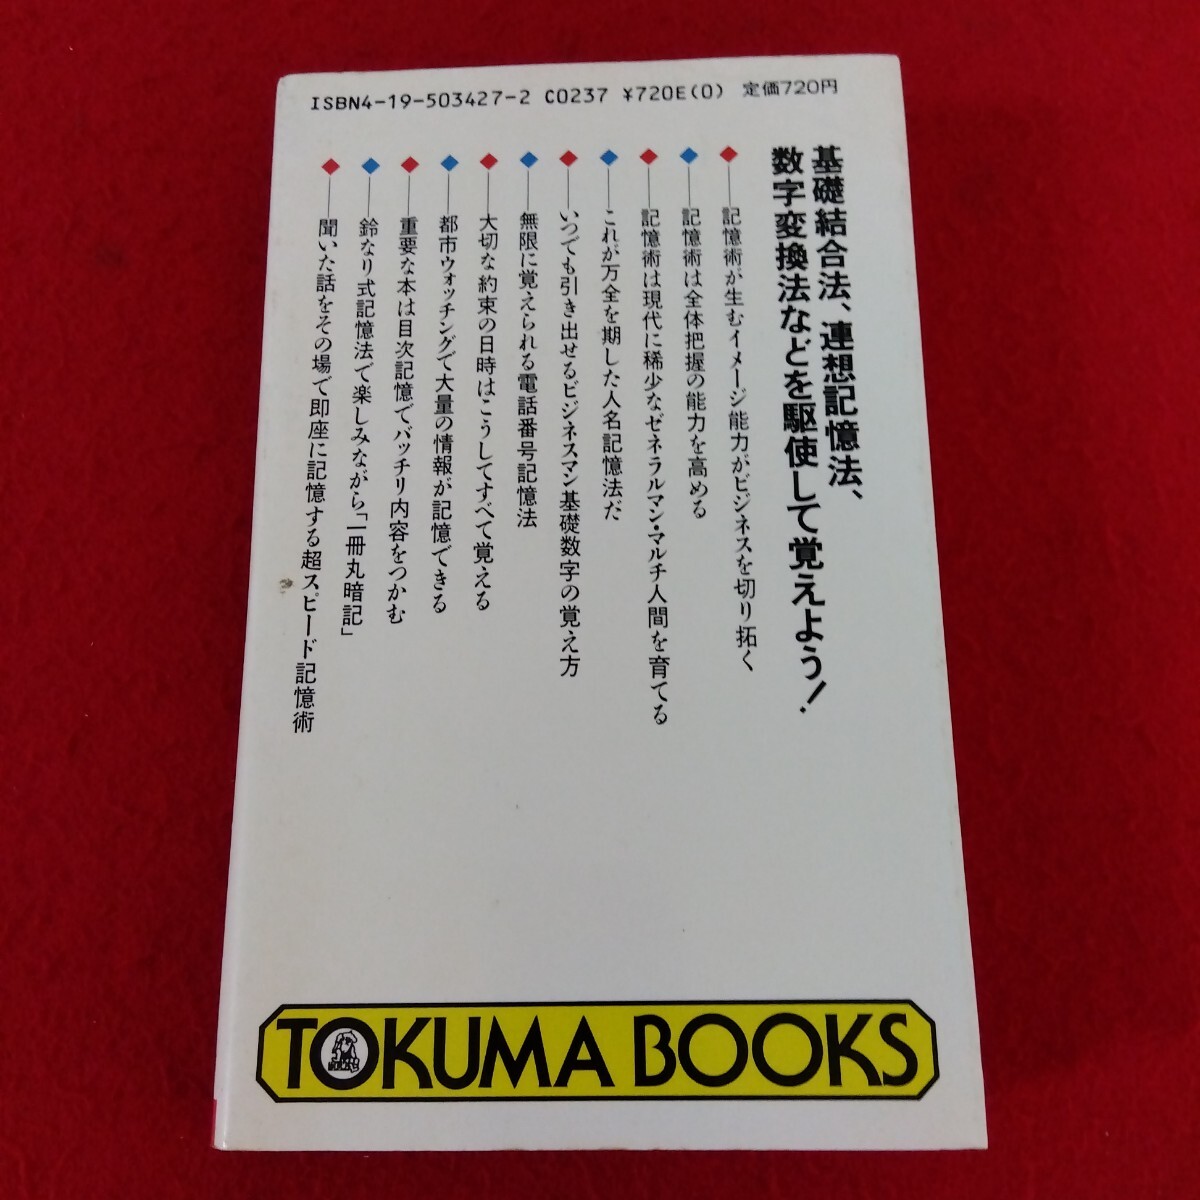 ISBN4-19-503427-2 C0237 ¥720E(0) 定価720円
基礎結合法、連想記憶法、
数字変換法などを駆使して覚えよう!
記憶術が生むイメージ能力がビジネスを切り拓く
記憶術は全体把握の能力を高める
記憶術は現代に稀少なゼネラルマン・マルチ人間を育てる
これが万全を期した人名記憶法だ
いつでも引き出せるビジネスマン基礎数字の覚え方
無限に覚えられる電話番号記憶法
大切な約束の日時はこうしてすべて覚える
都市ウォッチングで大量の情報が記憶できる
重要な本は目次記憶でバッチリ内容をつかむ
鈴なり式記憶法で楽しみながら「一冊丸暗記」
聞いた話をその場で即座に記憶する超スピード記憶術
TOKUMA BOOKS